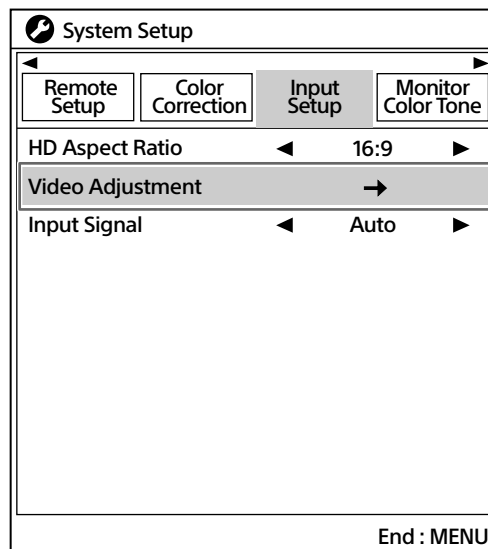 System Setup
Remote Setup
Color Correction
Input Setup
Monitor Color Tone
HD Aspect Ratio ◀ 16:9 ▶
Video Adjustment →
Input Signal ◀ Auto ▶
End : MENU